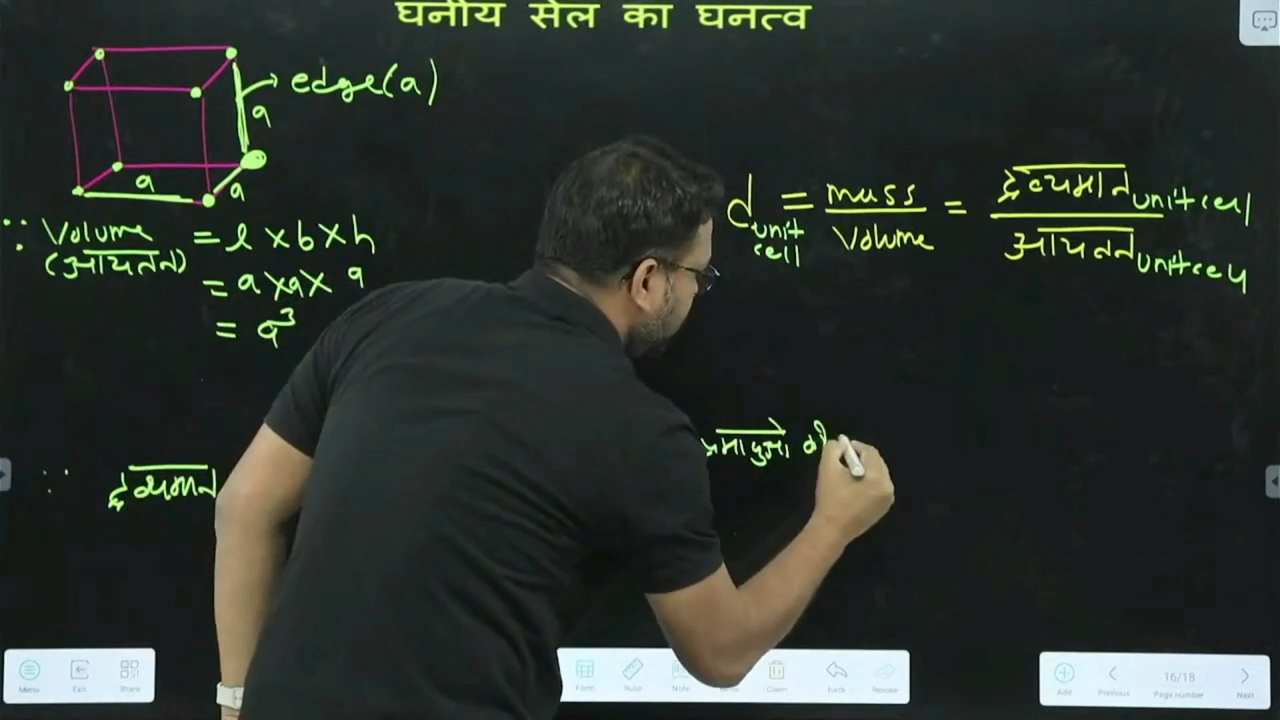 घनीय सेल का घनत्व
edge(a)
a
a
a
∵ Volume = l × b × h
(आयतन)
= a × a × a
= a³
d unit cell = mass / Volume = द्रव्यमान unit cell / आयतन unit cell
∵ द्रव्यमान
परमाणुओं की
Menu
Exit
Share
Form
Ruler
Note
Claim
back
Revoke
Add
Previous
16/18
Page number
Next